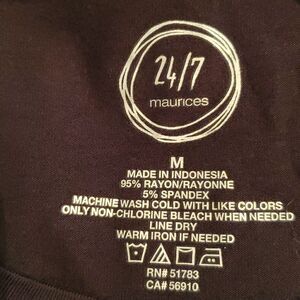 24/7
maurices
M
MADE IN INDONESIA
95% RAYON/RAYONNE
5% SPANDEX
MACHINE WASH COLD WITH LIKE COLORS
ONLY NON-CHLORINE BLEACH WHEN NEEDED
LINE DRY
WARM IRON IF NEEDED
RN# 51783
CA# 56910